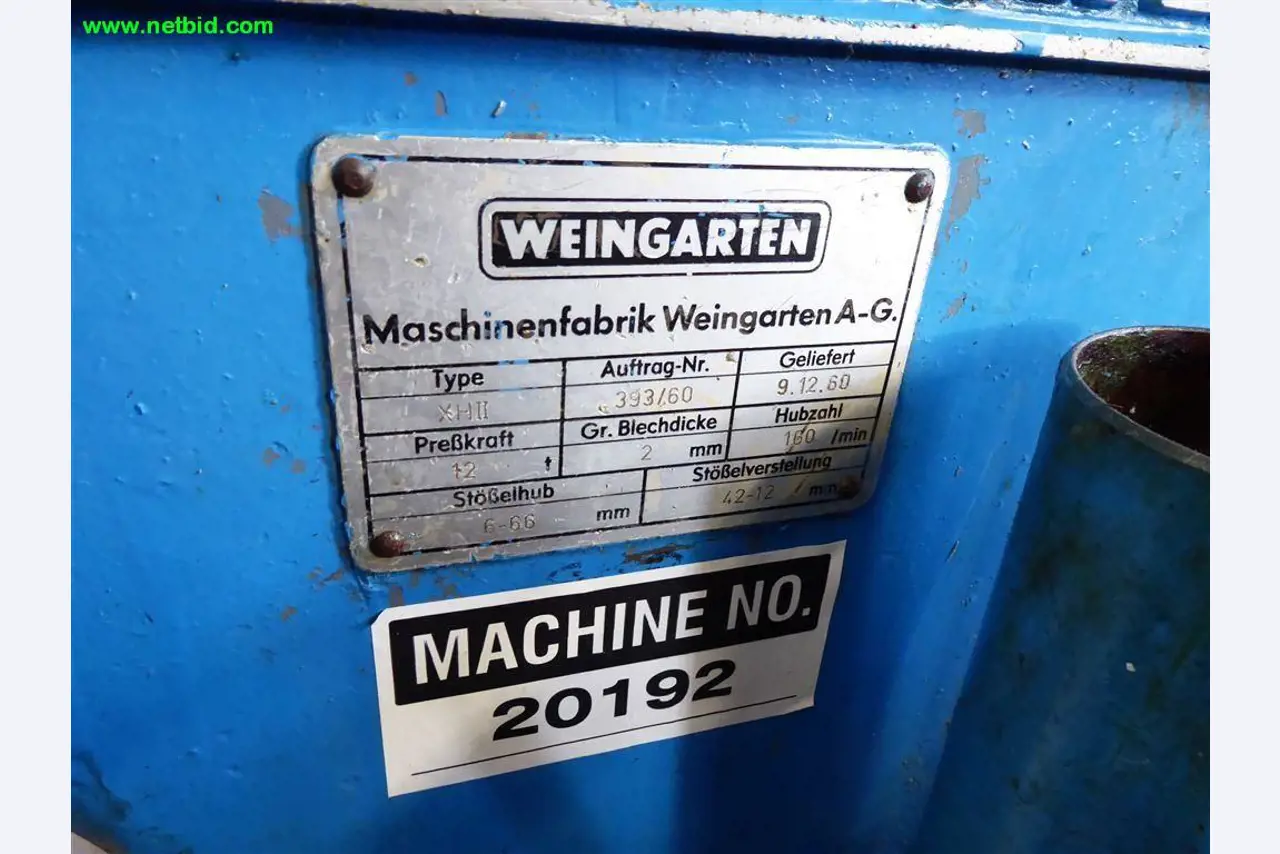 www.netbid.com
WEINGARTEN
Maschinenfabrik Weingarten A-G.
Type Auftrag-Nr. Geliefert
XHII 393/60 9.12.60
Preßkraft Gr. Blechdicke Hubzahl
12 t 2 mm 160 /min
Stößelhub Stößelverstellung
6-66 mm 42-12 mm
MACHINE NO.
20192